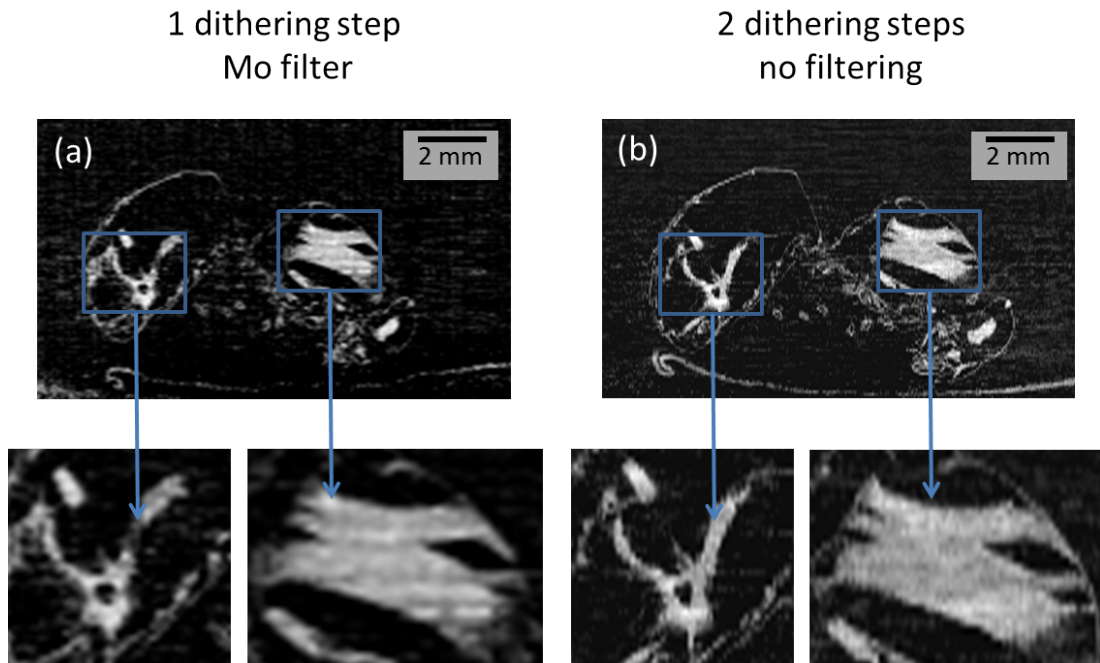 1 dithering step
Mo filter
2 dithering steps
no filtering
(a)
2 mm
(b)
2 mm